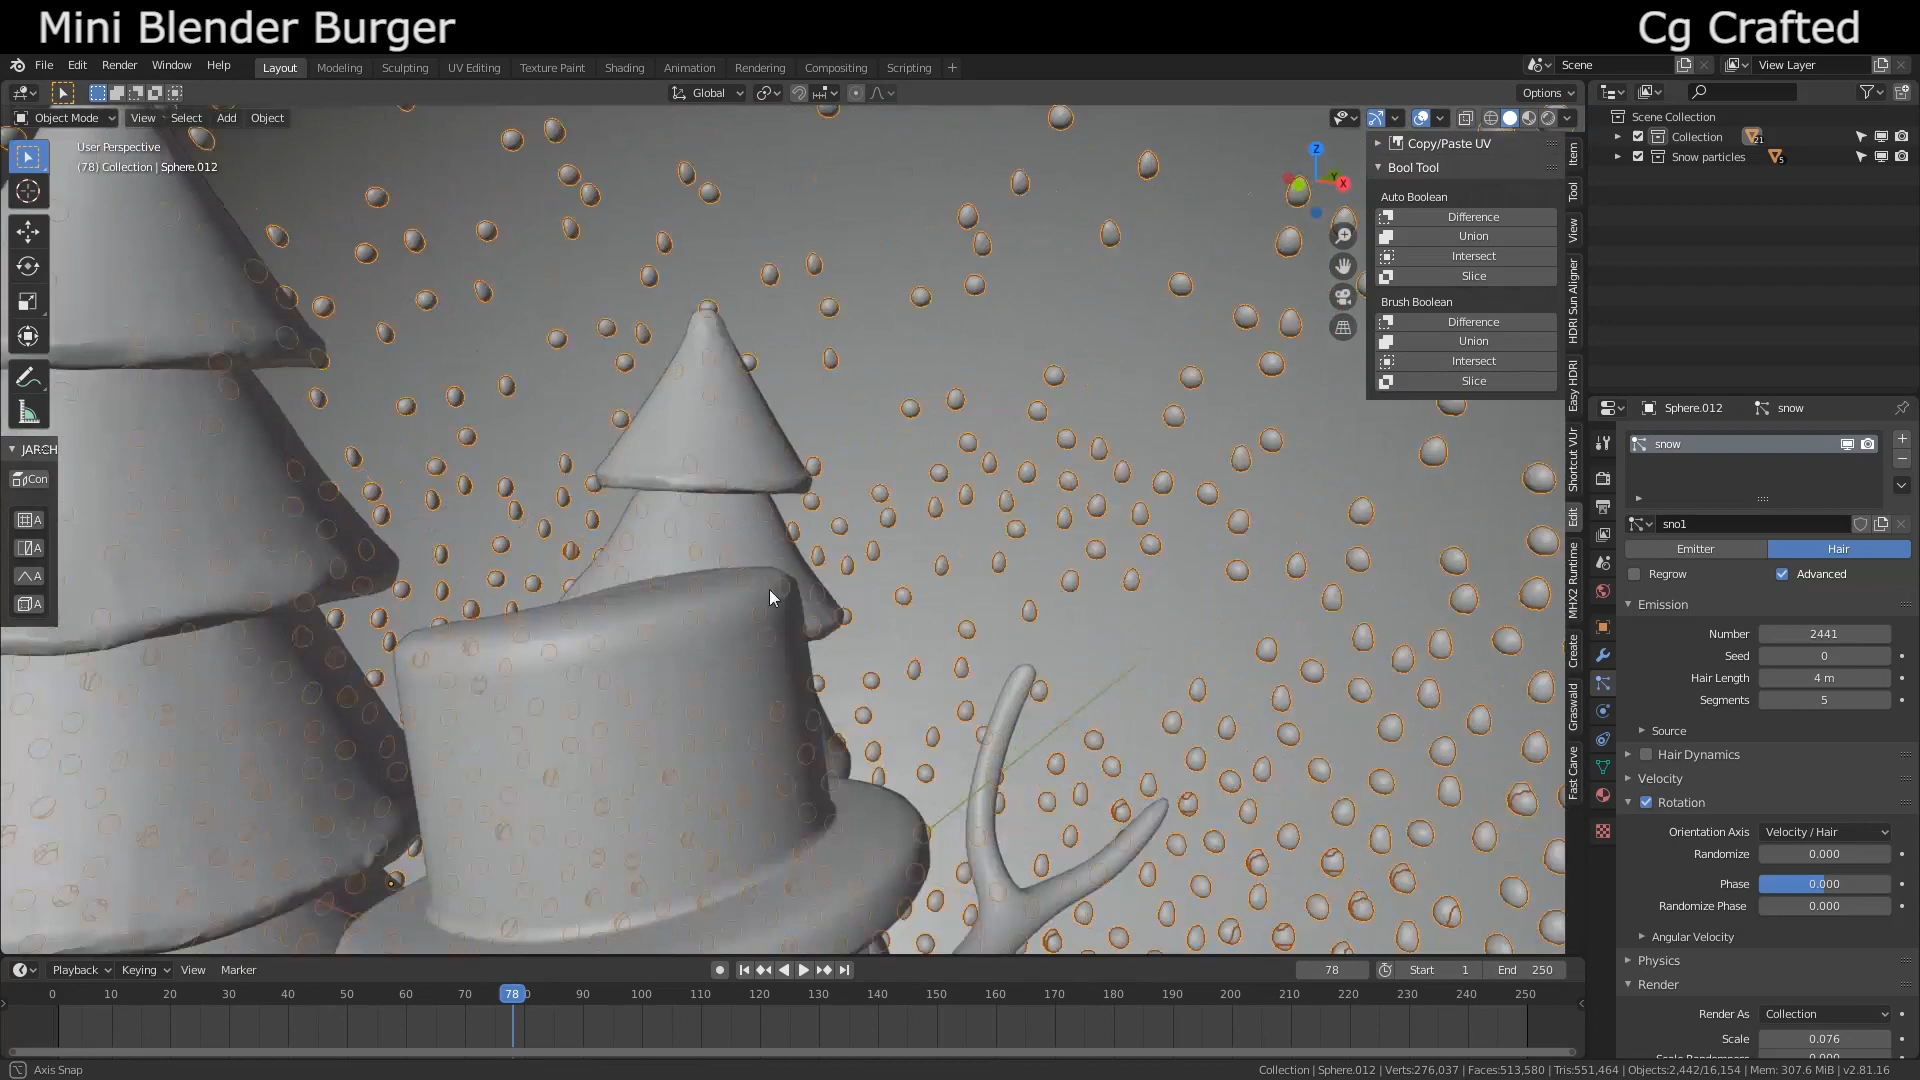 Mini Blender Burger
Cg Crafted
File Edit Render Window Help
Layout Modeling Sculpting UV Editing Texture Paint Shading Animation Rendering Compositing Scripting +
Scene
View Layer
Global
Options
Object Mode View Select Add Object
User Perspective
(78) Collection | Sphere.012
Z
Y
X
Copy/Paste UV
Bool Tool
Auto Boolean
Difference
Union
Intersect
Slice
Brush Boolean
Difference
Union
Intersect
Slice
Item
Tool
View
HDRI Sun Aligner
Easy HDRI
Shortcut VUr
Edit
MHX2 Runtime
Create
Graswald
Fast Carve
JARCH
Con
A
A
A
A
Scene Collection
Collection 21
Snow particles 5
Sphere.012 snow
snow
sno1
Emitter Hair
Regrow Advanced
Emission
Number 2441
Seed 0
Hair Length 4 m
Segments 5
Source
Hair Dynamics
Velocity
Rotation
Orientation Axis Velocity / Hair
Randomize 0.000
Phase 0.000
Randomize Phase 0.000
Angular Velocity
Physics
Render
Render As Collection
Scale 0.076
Scale Randomness 0.000
Playback Keying View Marker
78 Start 1 End 250
0 10 20 30 40 50 60 70 78 90 100 110 120 130 140 150 160 170 180 190 200 210 220 230 240 250
Axis Snap
Collection | Sphere.012 | Verts:276,037 | Faces:513,580 | Tris:551,464 | Objects:2,442/16,154 | Mem: 307.6 MiB | v2.81.16